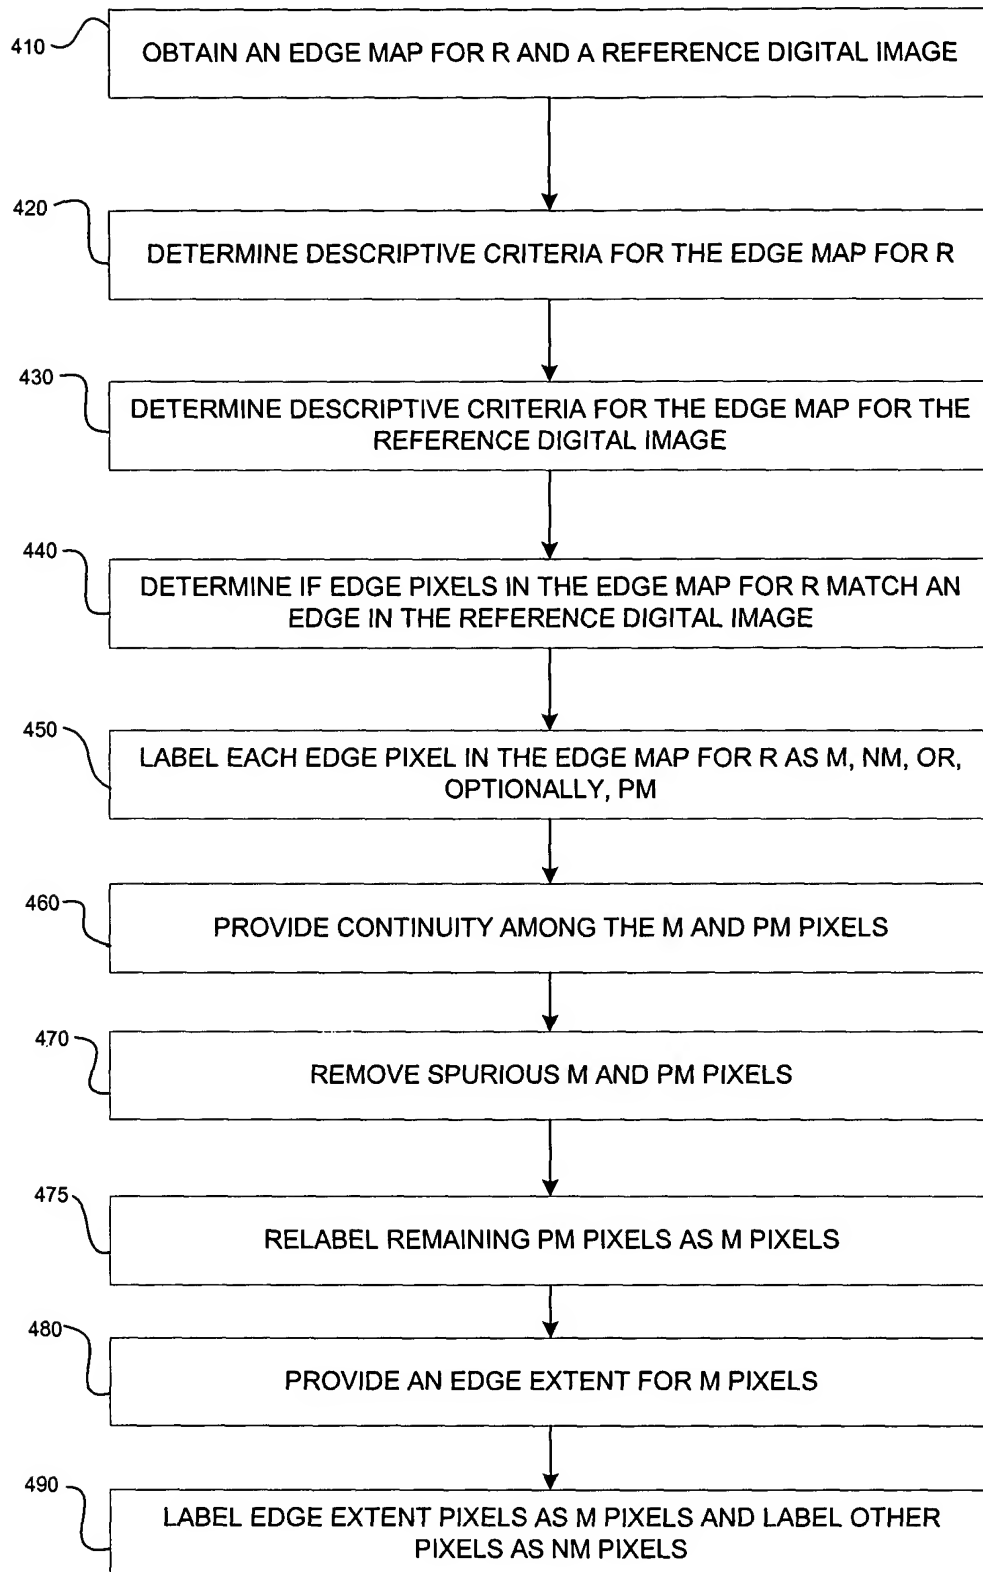 410
OBTAIN AN EDGE MAP FOR R AND A REFERENCE DIGITAL IMAGE
420
DETERMINE DESCRIPTIVE CRITERIA FOR THE EDGE MAP FOR R
430
DETERMINE DESCRIPTIVE CRITERIA FOR THE EDGE MAP FOR THE
REFERENCE DIGITAL IMAGE
440
DETERMINE IF EDGE PIXELS IN THE EDGE MAP FOR R MATCH AN
EDGE IN THE REFERENCE DIGITAL IMAGE
450
LABEL EACH EDGE PIXEL IN THE EDGE MAP FOR R AS M, NM, OR,
OPTIONALLY, PM
460
PROVIDE CONTINUITY AMONG THE M AND PM PIXELS
470
REMOVE SPURIOUS M AND PM PIXELS
475
RELABEL REMAINING PM PIXELS AS M PIXELS
480
PROVIDE AN EDGE EXTENT FOR M PIXELS
490
LABEL EDGE EXTENT PIXELS AS M PIXELS AND LABEL OTHER
PIXELS AS NM PIXELS